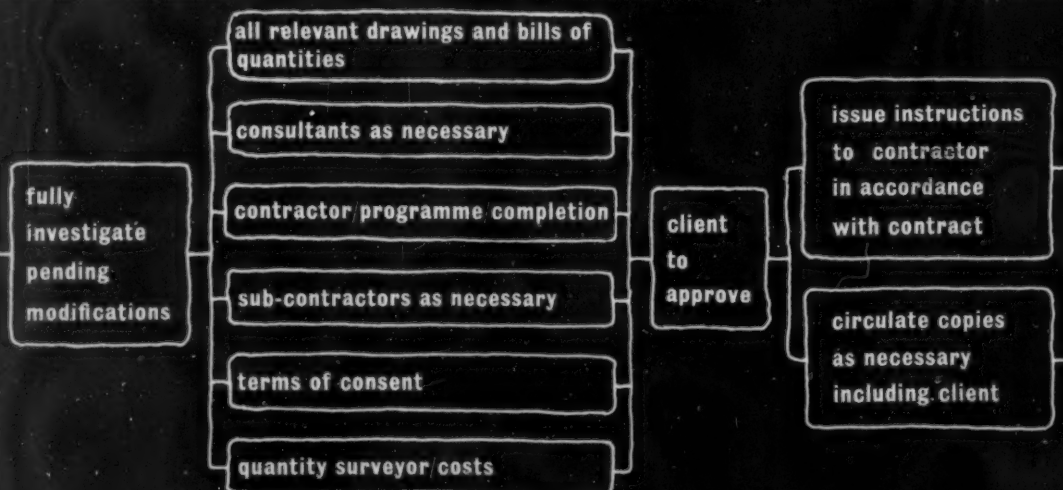 fully
investigate
pending
modifications
all relevant drawings and bills of
quantities
consultants as necessary
contractor/programme completion
sub-contractors as necessary
terms of consent
quantity surveyor/costs
client
to
approve
issue instructions
to contractor
in accordance
with contract
circulate copies
as necessary
including client